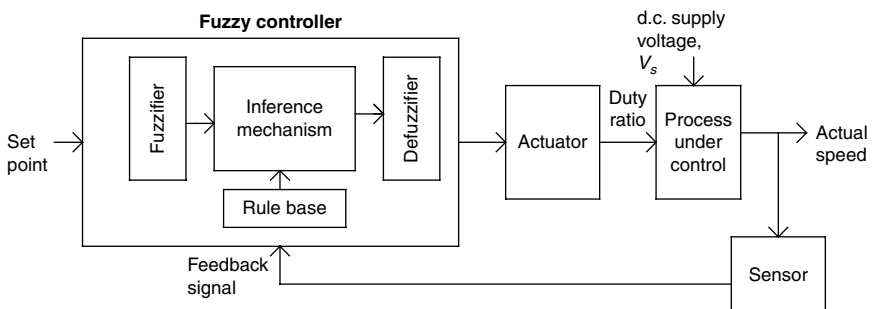 Fuzzy controller
d.c. supply
voltage,
Vs
Fuzzifier
Inference
mechanism
Defuzzifier
Rule base
Set
point
Actuator
Duty
ratio
Process
under
control
Actual
speed
Feedback
signal
Sensor